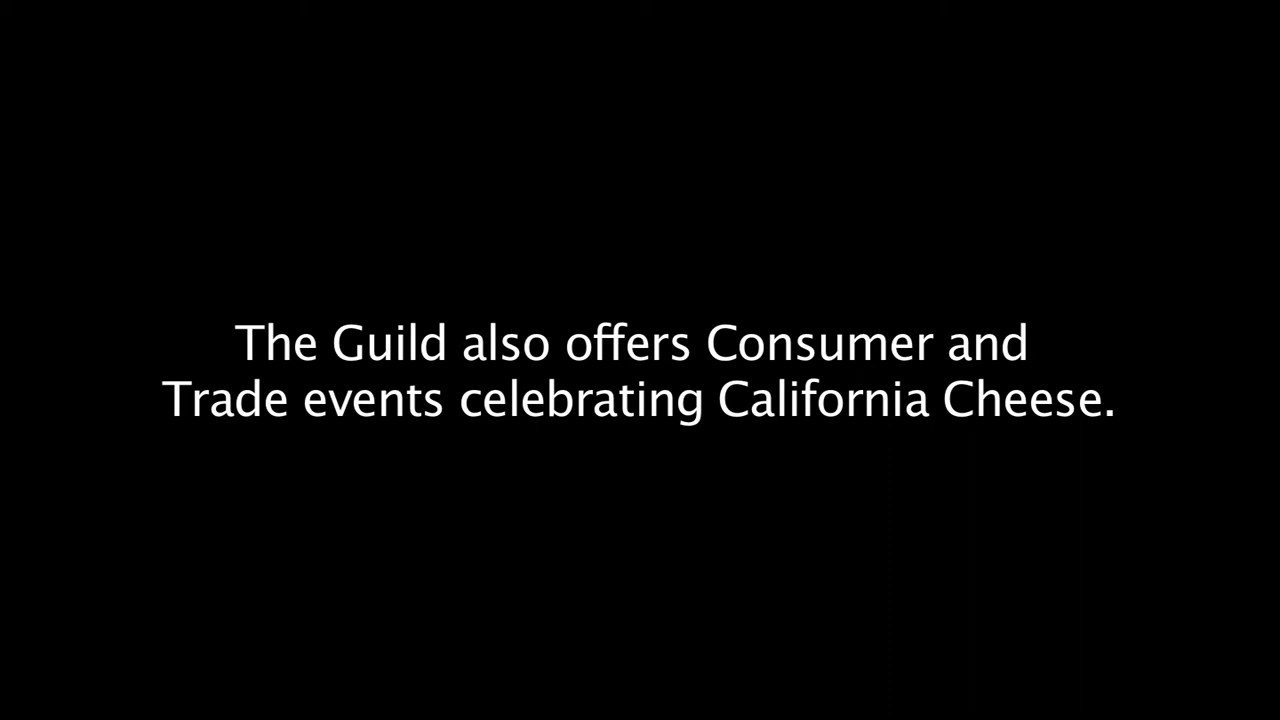 The Guild also offers Consumer and
Trade events celebrating California Cheese.